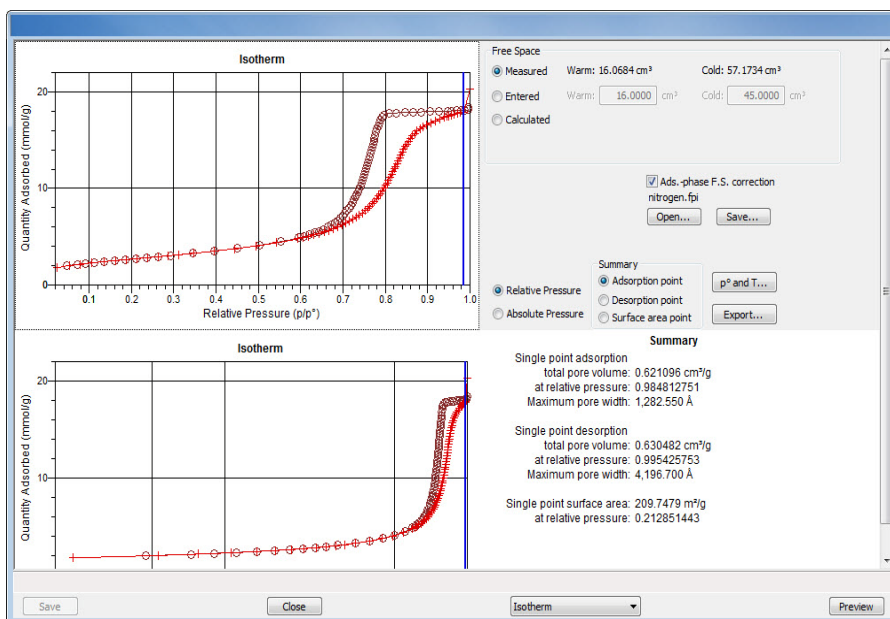 Isotherm
Quantity Adsorbed (mmol/g)
20
10
0
0.1 0.2 0.3 0.4 0.5 0.6 0.7 0.8 0.9 1.0
Relative Pressure (p/p°)
Free Space
Measured Warm: 16.0684 cm³ Cold: 57.1734 cm³
Entered Warm: 16.0000 cm³ Cold: 45.0000 cm³
Calculated
Ads.-phase F.S. correction
nitrogen.fpi
Open... Save...
Relative Pressure
Absolute Pressure
Summary
Adsorption point
Desorption point
Surface area point
p° and T...
Export...
Isotherm
Quantity Adsorbed (mmol/g)
20
10
Summary
Single point adsorption
total pore volume: 0.621096 cm³/g
at relative pressure: 0.984812751
Maximum pore width: 1,282.550 Å
Single point desorption
total pore volume: 0.630482 cm³/g
at relative pressure: 0.995425753
Maximum pore width: 4,196.700 Å
Single point surface area: 209.7479 m²/g
at relative pressure: 0.212851443
Save Close Isotherm Preview